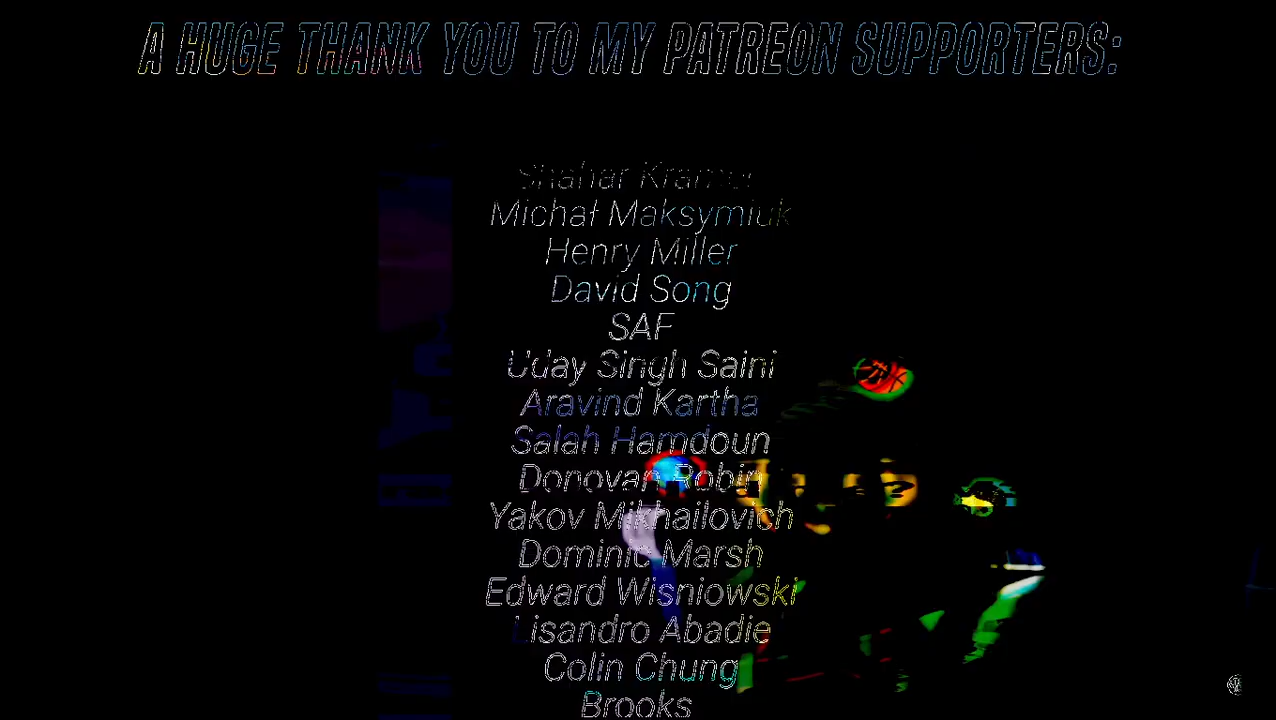 A HUGE THANK YOU TO MY PATREON SUPPORTERS:
Shahar Kramer
Michał Maksymiuk
Henry Miller
David Song
SAF
Uday Singh Saini
Aravind Kartha
Salah Hamdoun
Donovan Robin
Yakov Mikhailovich
Dominic Marsh
Edward Wisniowski
Lisandro Abadie
Colin Chung
Brooks